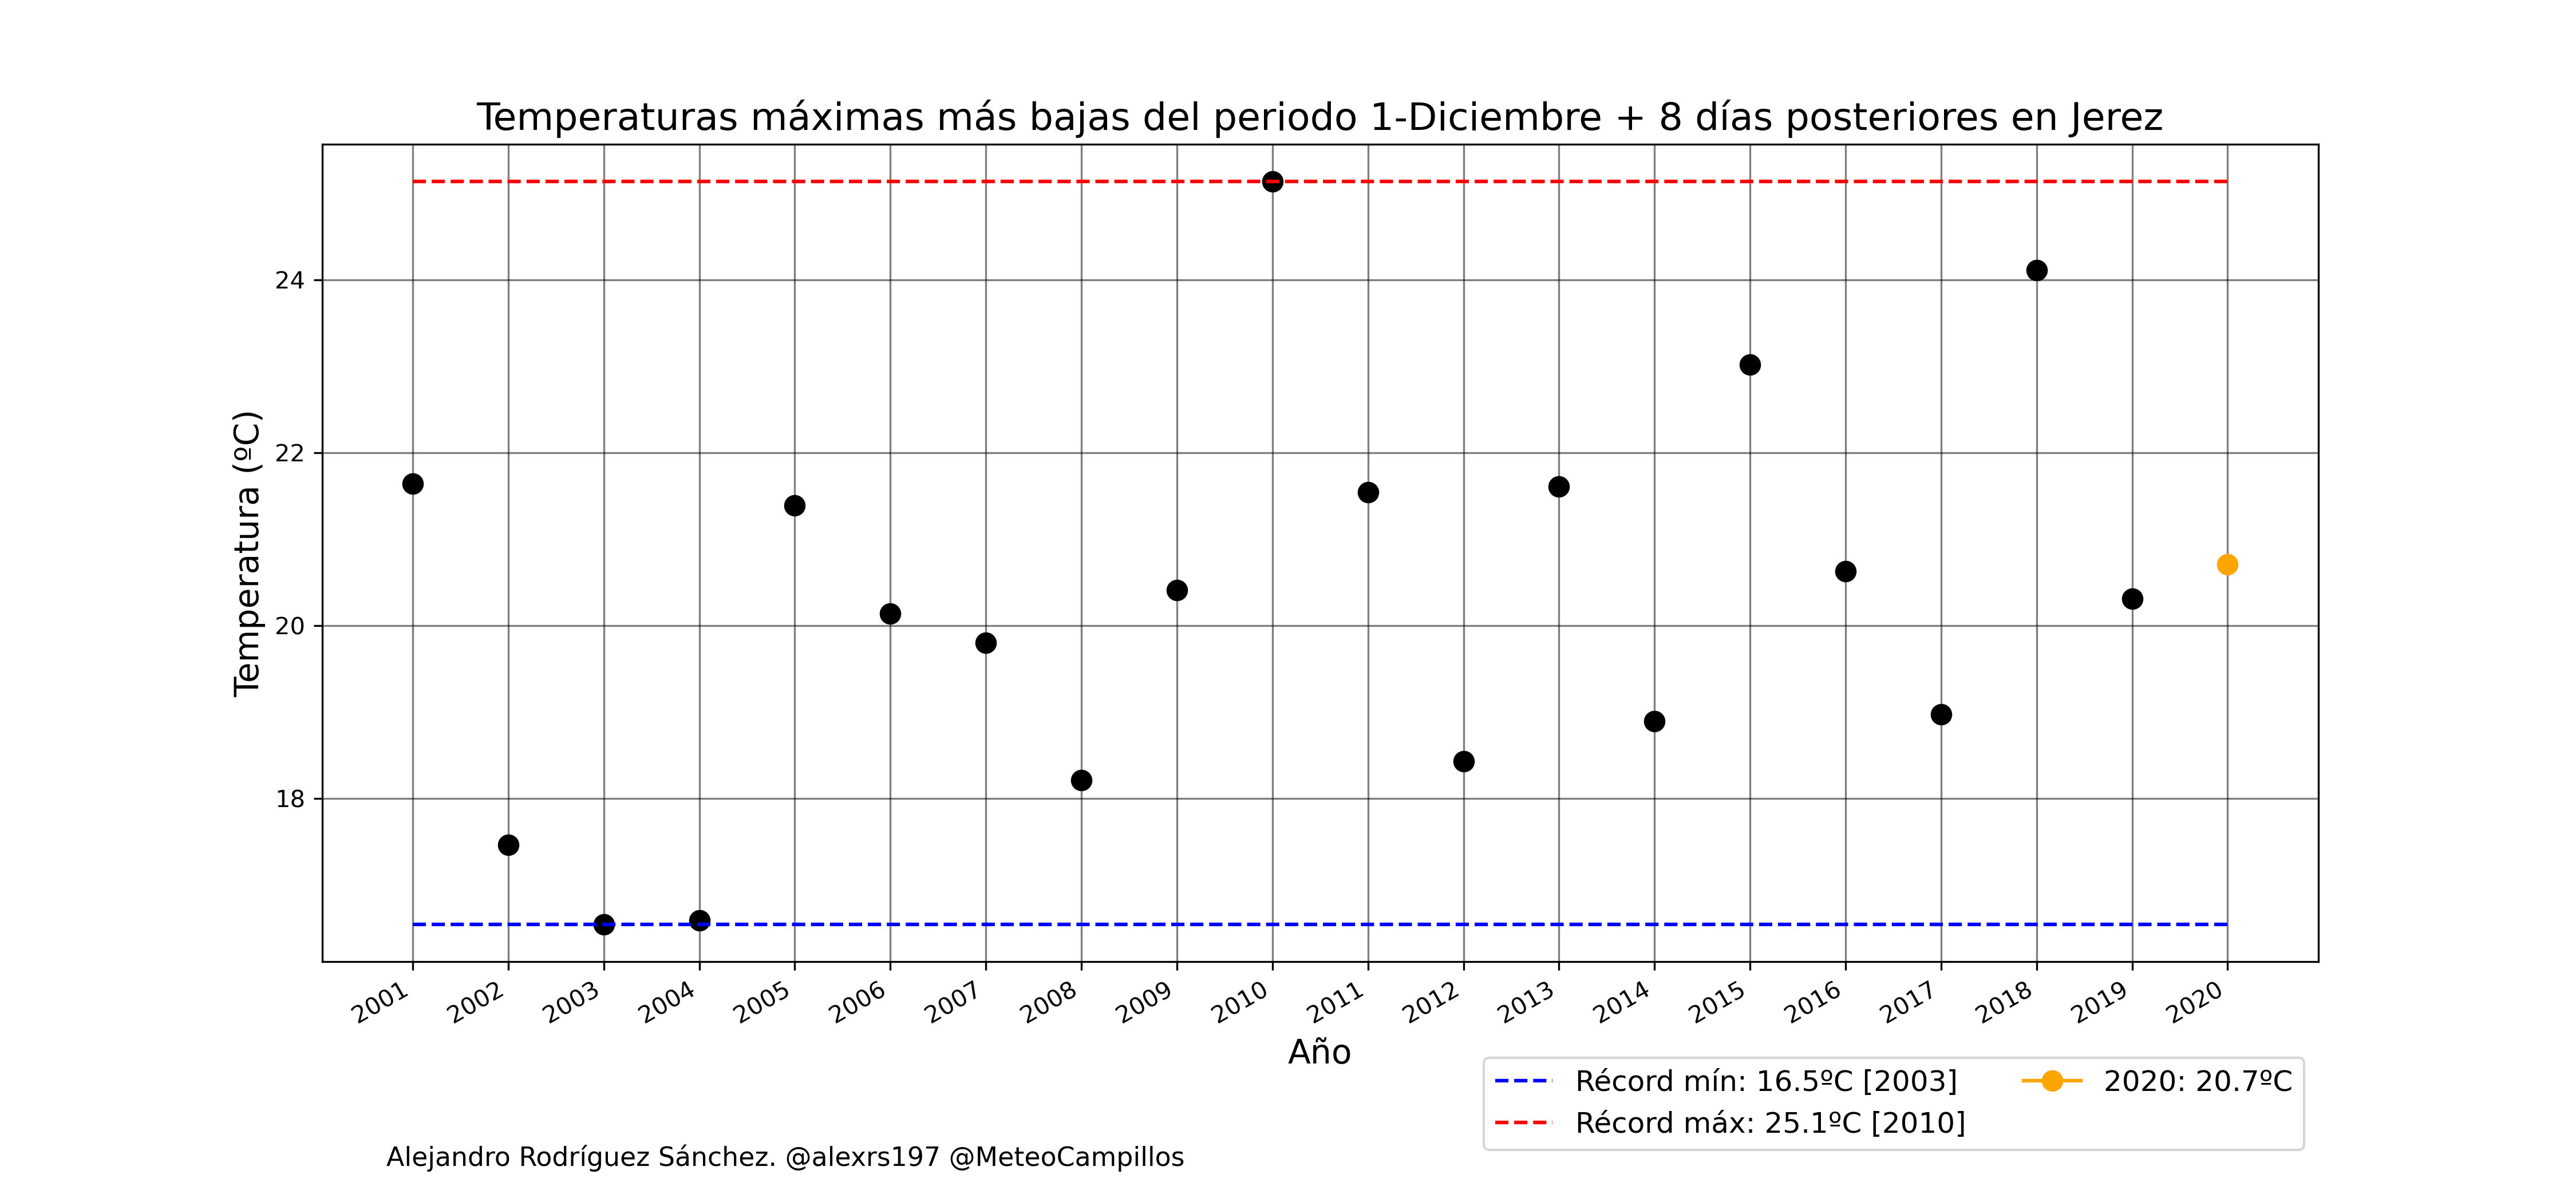 Temperaturas máximas más bajas del periodo 1-Diciembre + 8 días posteriores en Jerez
Temperatura (ºC)
24
22
20
18
2001 2002 2003 2004 2005 2006 2007 2008 2009 2010 2011 2012 2013 2014 2015 2016 2017 2018 2019 2020
Año
Récord mín: 16.5ºC [2003]
Récord máx: 25.1ºC [2010]
2020: 20.7ºC
Alejandro Rodríguez Sánchez. @alexrs197 @MeteoCampillos